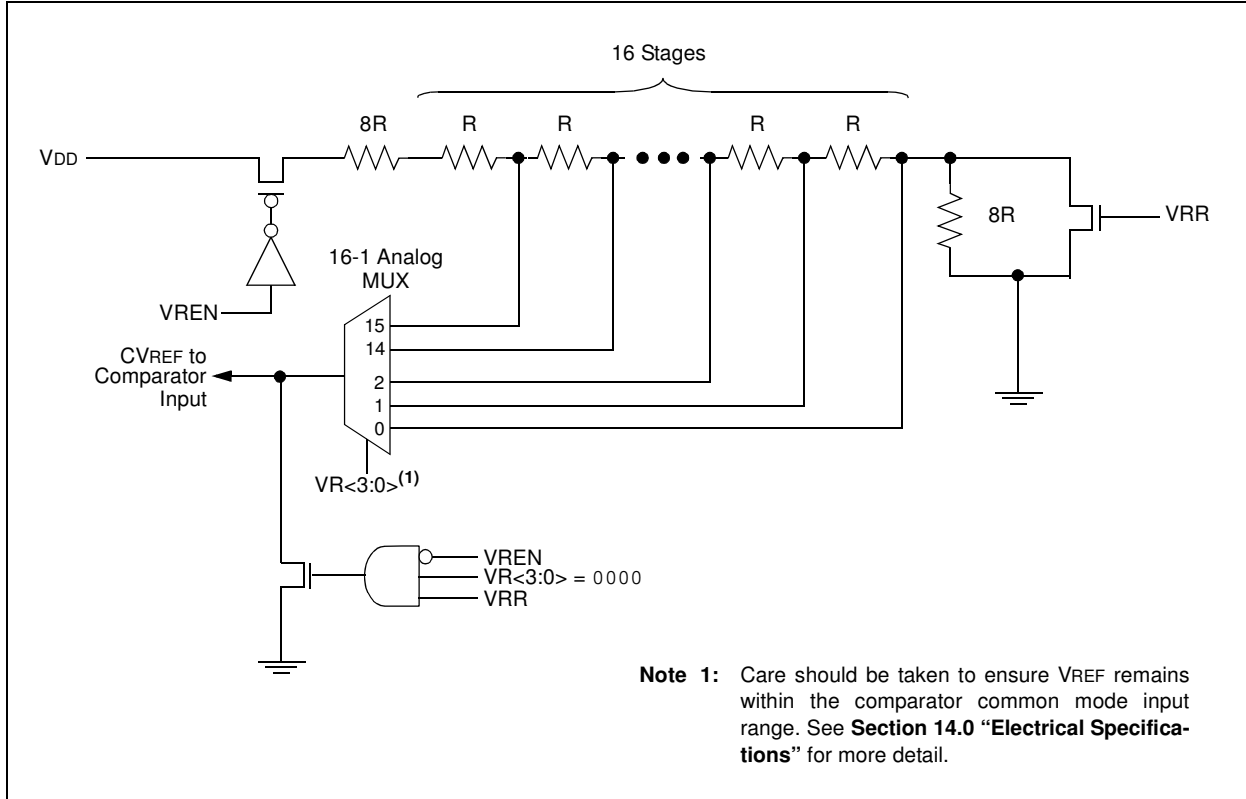 16 Stages
8R
R
R
R
R
VDD
8R
VRR
16-1 Analog
MUX
VREN
15
14
2
1
0
CVREF to
Comparator
Input
VR<3:0>(1)
VREN
VR<3:0> = 0000
VRR
Note 1: Care should be taken to ensure VREF remains
within the comparator common mode input
range. See Section 14.0 “Electrical Specifica-
tions” for more detail.